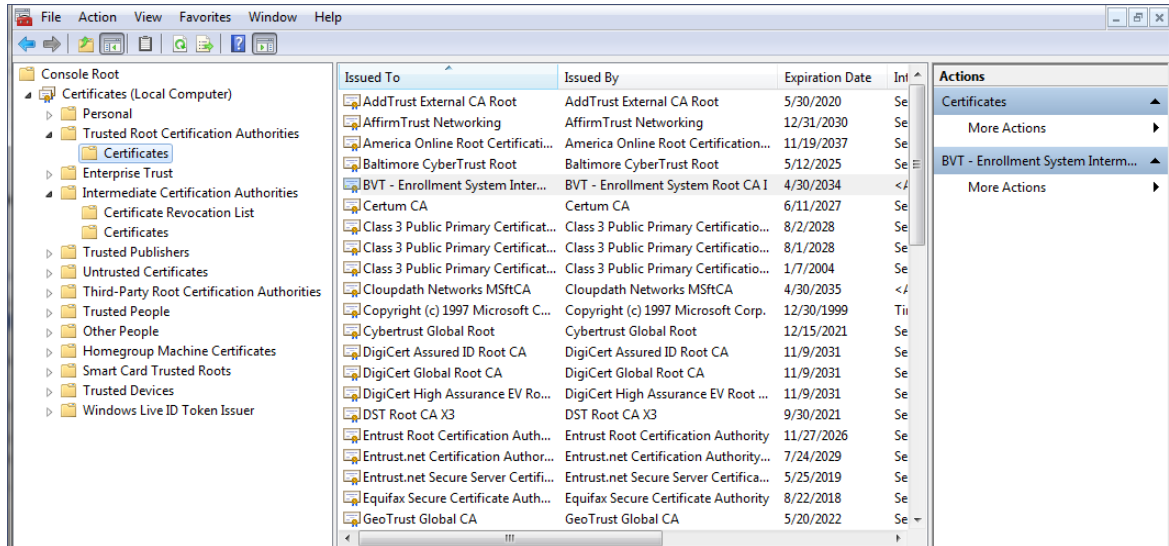 File Action View Favorites Window Help
Console Root
Certificates (Local Computer)
Personal
Trusted Root Certification Authorities
Certificates
Enterprise Trust
Intermediate Certification Authorities
Certificate Revocation List
Certificates
Trusted Publishers
Untrusted Certificates
Third-Party Root Certification Authorities
Trusted People
Other People
Homegroup Machine Certificates
Smart Card Trusted Roots
Trusted Devices
Windows Live ID Token Issuer
Issued To Issued By Expiration Date Int
AddTrust External CA Root AddTrust External CA Root 5/30/2020 Se
AffirmTrust Networking AffirmTrust Networking 12/31/2030 Se
America Online Root Certificati... America Online Root Certification... 11/19/2037 Se
Baltimore CyberTrust Root Baltimore CyberTrust Root 5/12/2025 Se
BVT - Enrollment System Inter... BVT - Enrollment System Root CA I 4/30/2034 <A
Certum CA Certum CA 6/11/2027 Se
Class 3 Public Primary Certificat... Class 3 Public Primary Certificatio... 8/2/2028 Se
Class 3 Public Primary Certificat... Class 3 Public Primary Certificatio... 8/1/2028 Se
Class 3 Public Primary Certificat... Class 3 Public Primary Certificatio... 1/7/2004 Se
Cloupdath Networks MSftCA Cloupdath Networks MSftCA 4/30/2035 <A
Copyright (c) 1997 Microsoft C... Copyright (c) 1997 Microsoft Corp. 12/30/1999 Ti
Cybertrust Global Root Cybertrust Global Root 12/15/2021 Se
DigiCert Assured ID Root CA DigiCert Assured ID Root CA 11/9/2031 Se
DigiCert Global Root CA DigiCert Global Root CA 11/9/2031 Se
DigiCert High Assurance EV Ro... DigiCert High Assurance EV Root ... 11/9/2031 Se
DST Root CA X3 DST Root CA X3 9/30/2021 Se
Entrust Root Certification Auth... Entrust Root Certification Authority 11/27/2026 Se
Entrust.net Certification Author... Entrust.net Certification Authority... 7/24/2029 Se
Entrust.net Secure Server Certifi... Entrust.net Secure Server Certifica... 5/25/2019 Se
Equifax Secure Certificate Auth... Equifax Secure Certificate Authority 8/22/2018 Se
GeoTrust Global CA GeoTrust Global CA 5/20/2022 Se
Actions
Certificates
More Actions
BVT - Enrollment System Interm...
More Actions